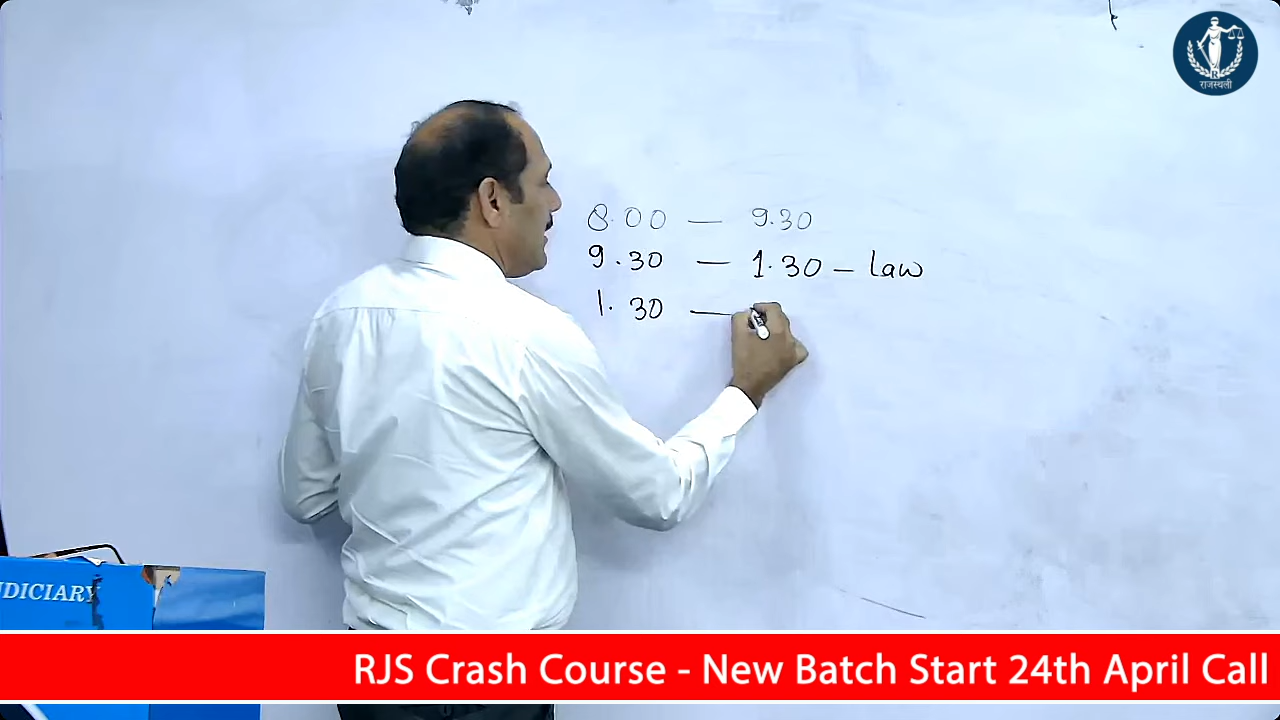 राजस्थली
8.00 — 9.30
9.30 — 1.30 – law
1.30 —
UDICIARY
RJS Crash Course - New Batch Start 24th April Call